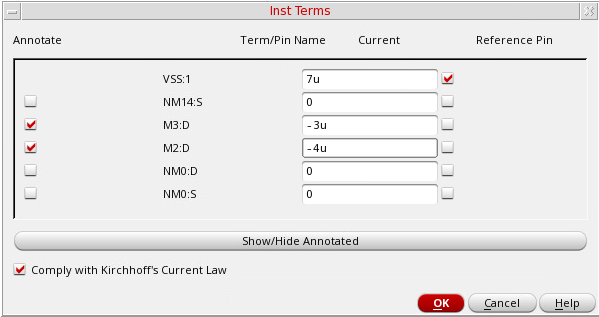 Inst Terms
Annotate Term/Pin Name Current Reference Pin
VSS:1 7u
NM14:S 0
M3:D -3u
M2:D -4u
NM0:D 0
NM0:S 0
Show/Hide Annotated
Comply with Kirchhoff's Current Law
OK Cancel Help